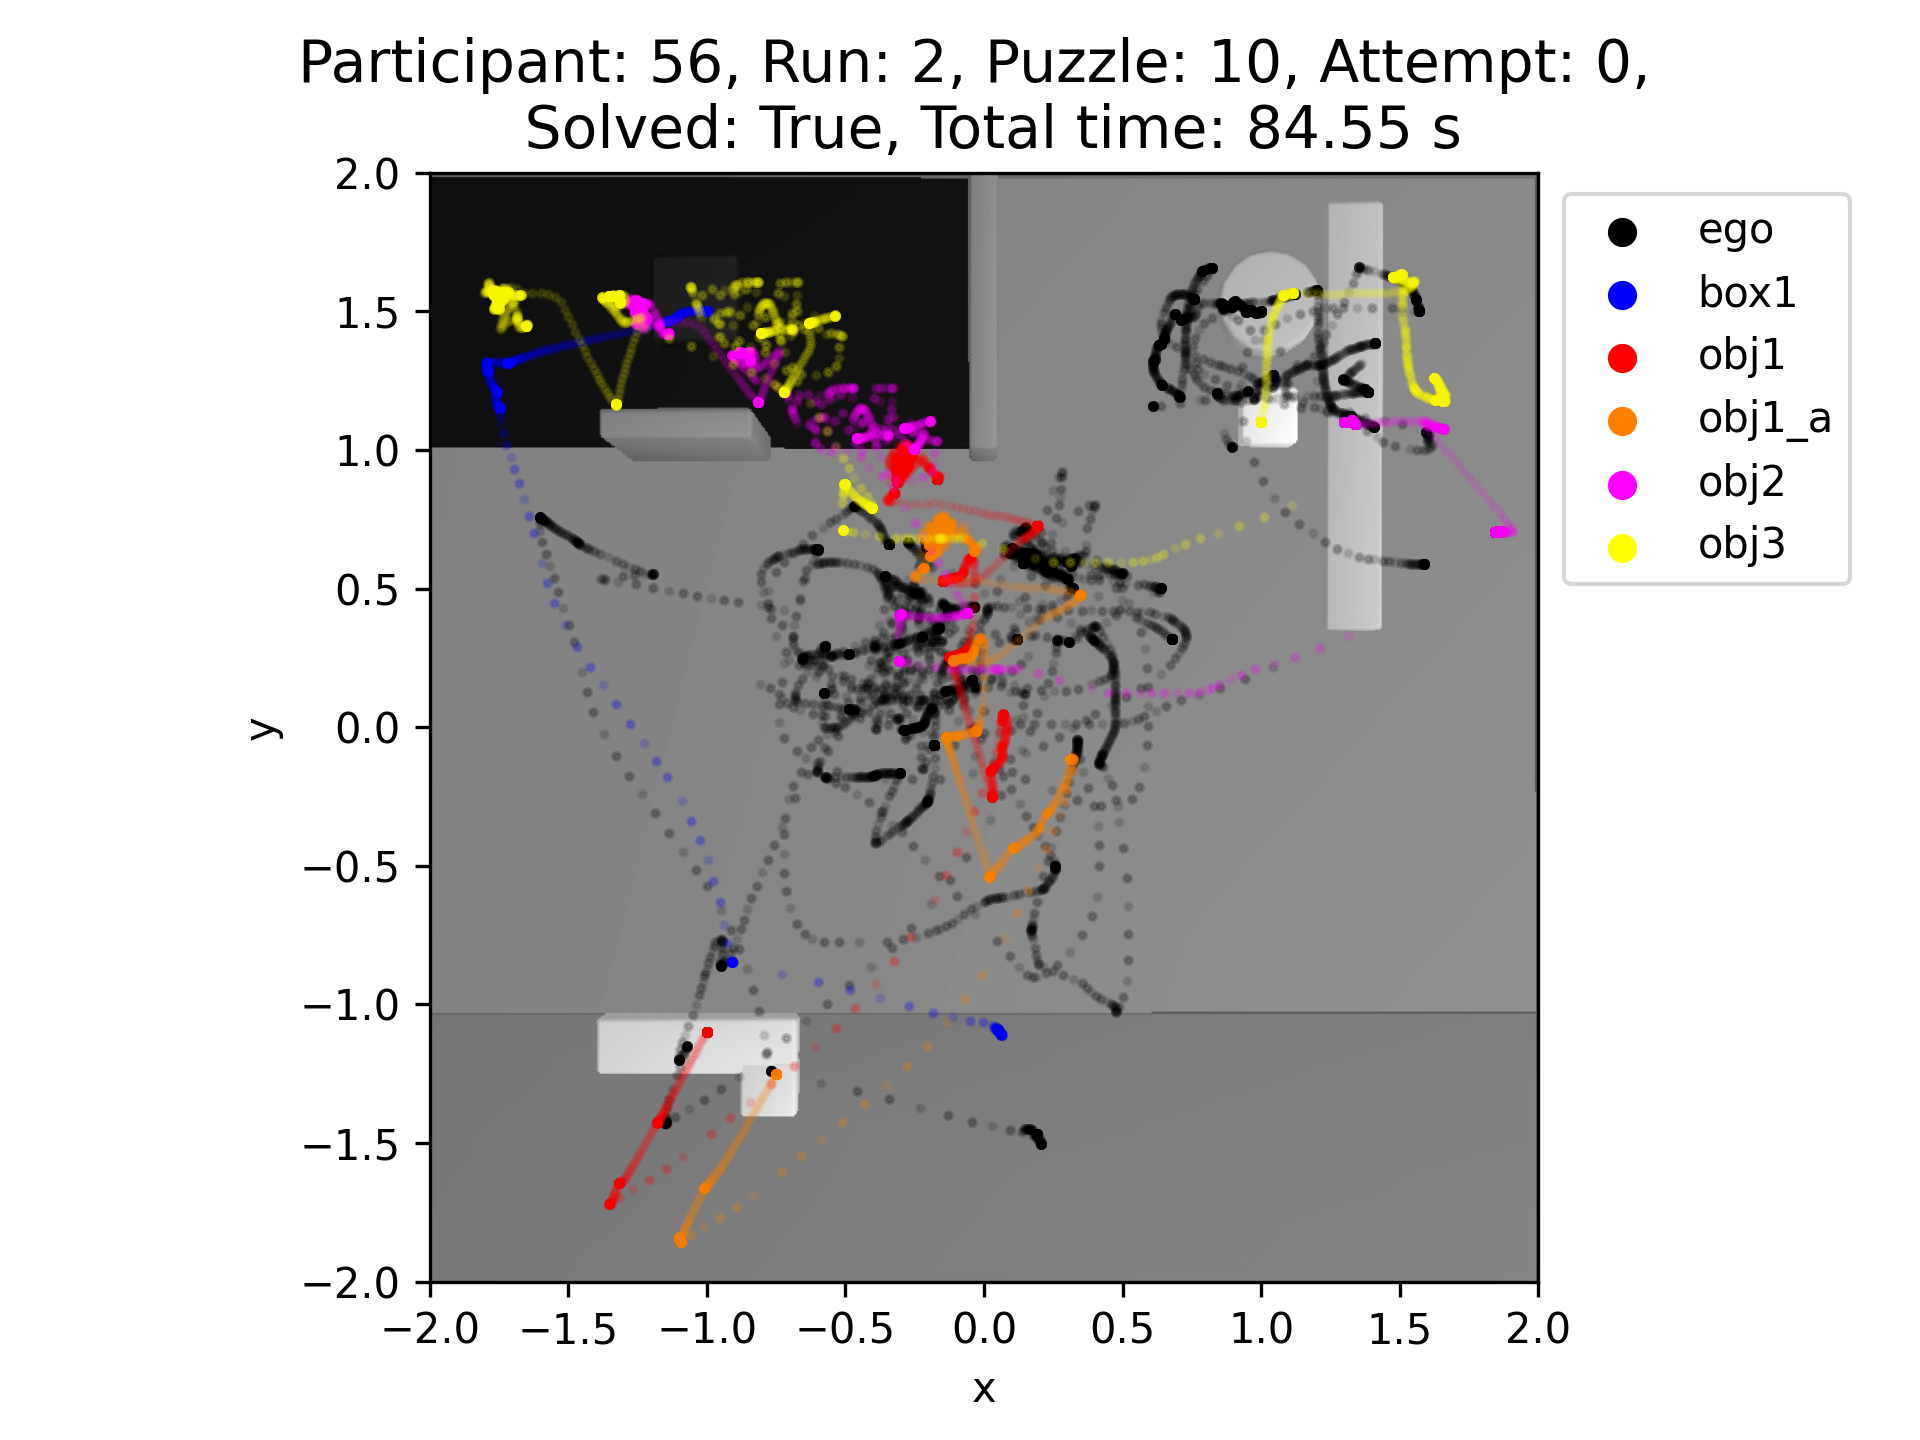 Participant: 56, Run: 2, Puzzle: 10, Attempt: 0,
Solved: True, Total time: 84.55 s
2.0
1.5
1.0
0.5
0.0
−0.5
−1.0
−1.5
−2.0
y
−2.0 −1.5 −1.0 −0.5 0.0 0.5 1.0 1.5 2.0
x
ego
box1
obj1
obj1_a
obj2
obj3